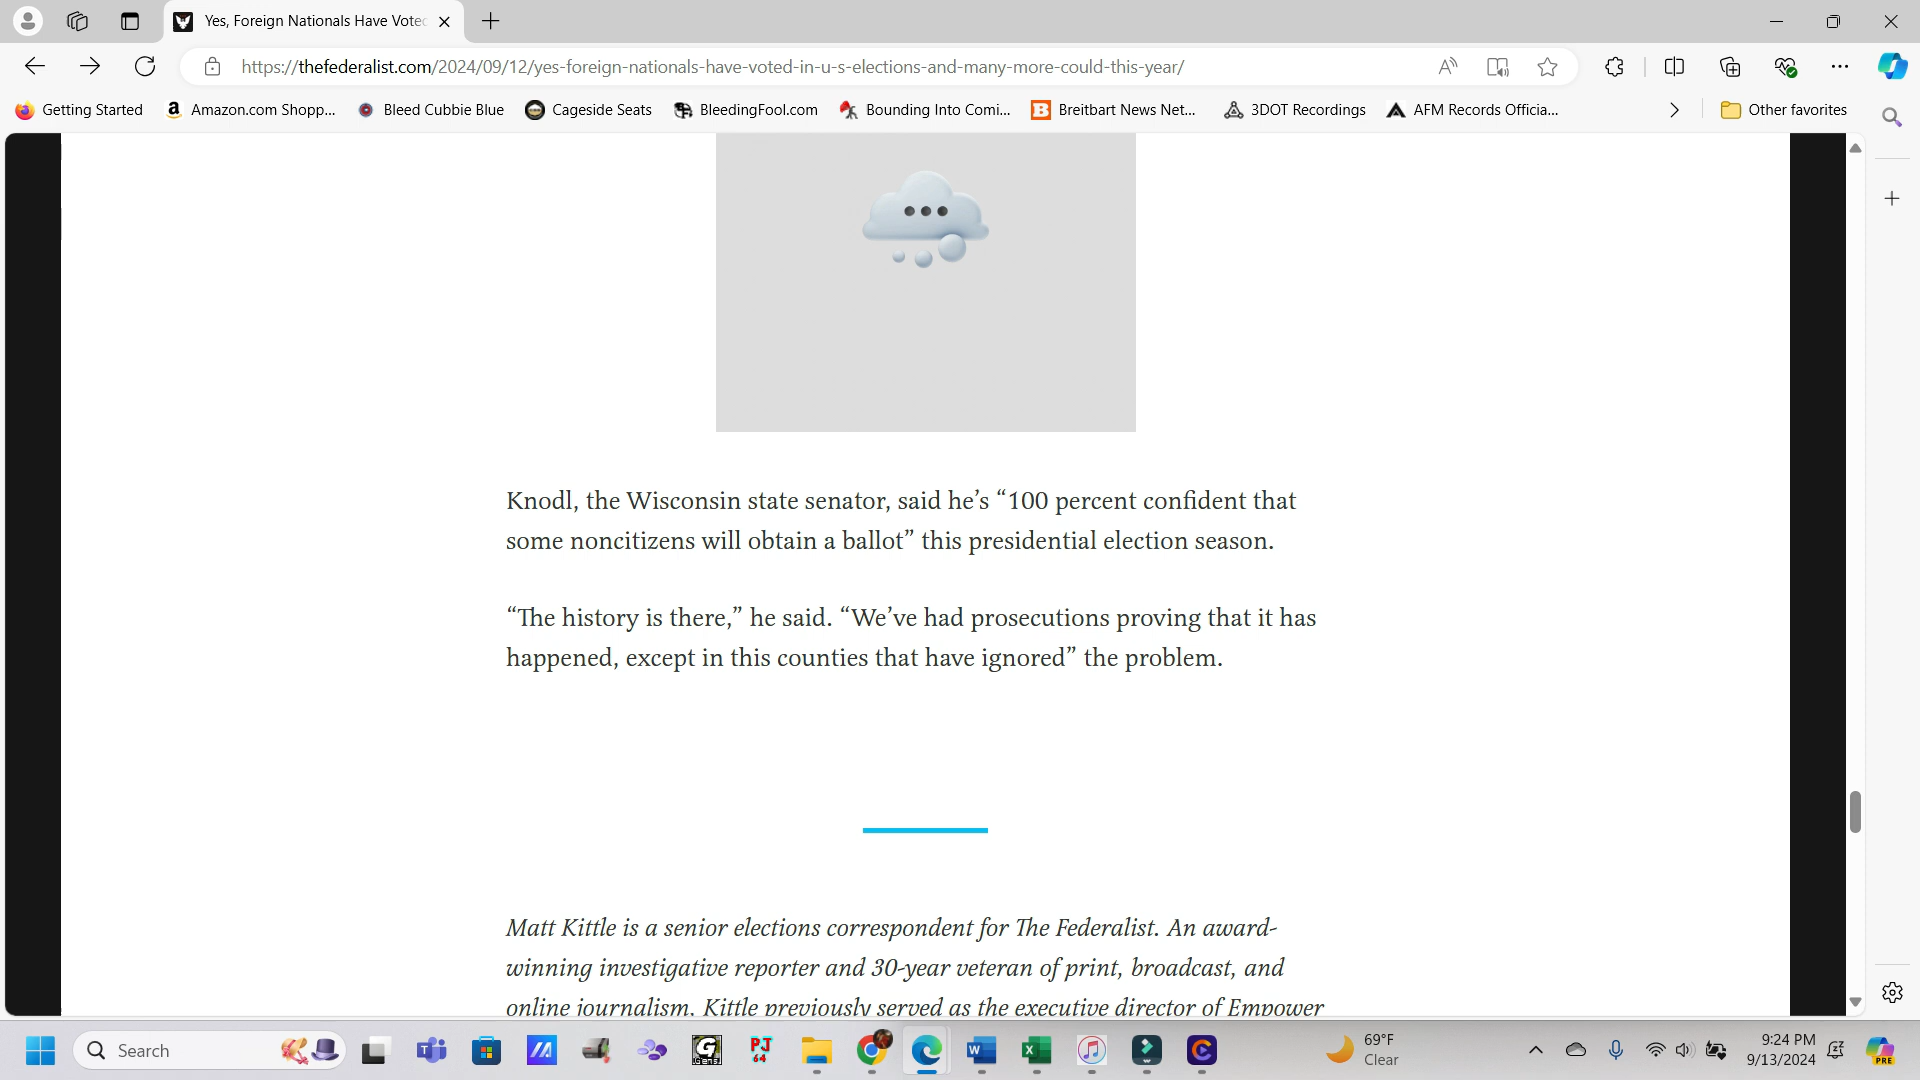 Yes, Foreign Nationals Have Voted
https://thefederalist.com/2024/09/12/yes-foreign-nationals-have-voted-in-u-s-elections-and-many-more-could-this-year/
Getting Started Amazon.com Shopp... Bleed Cubbie Blue Cageside Seats BleedingFool.com Bounding Into Comi... Breitbart News Net... 3DOT Recordings AFM Records Officia... Other favorites
Knodl, the Wisconsin state senator, said he’s “100 percent confident that
some noncitizens will obtain a ballot” this presidential election season.
“The history is there,” he said. “We’ve had prosecutions proving that it has
happened, except in this counties that have ignored” the problem.
Matt Kittle is a senior elections correspondent for The Federalist. An award-
winning investigative reporter and 30-year veteran of print, broadcast, and
online journalism, Kittle previously served as the executive director of Empower
Search
PJ
64
69°F
Clear
9:24 PM
9/13/2024
PRE